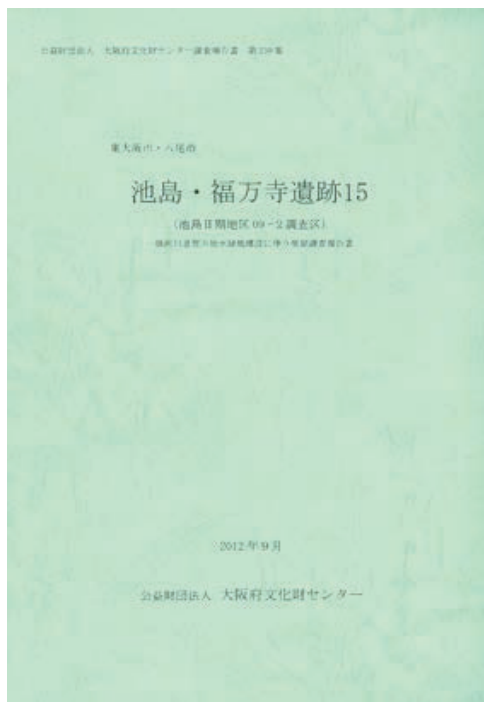 公益財団法人 大阪府文化財センター調査報告書
東大阪市・八尾市
池島・福万寺遺跡15
(池島Ⅱ期地区09-2調査区)
2012年9月
公益財団法人 大阪府文化財センター